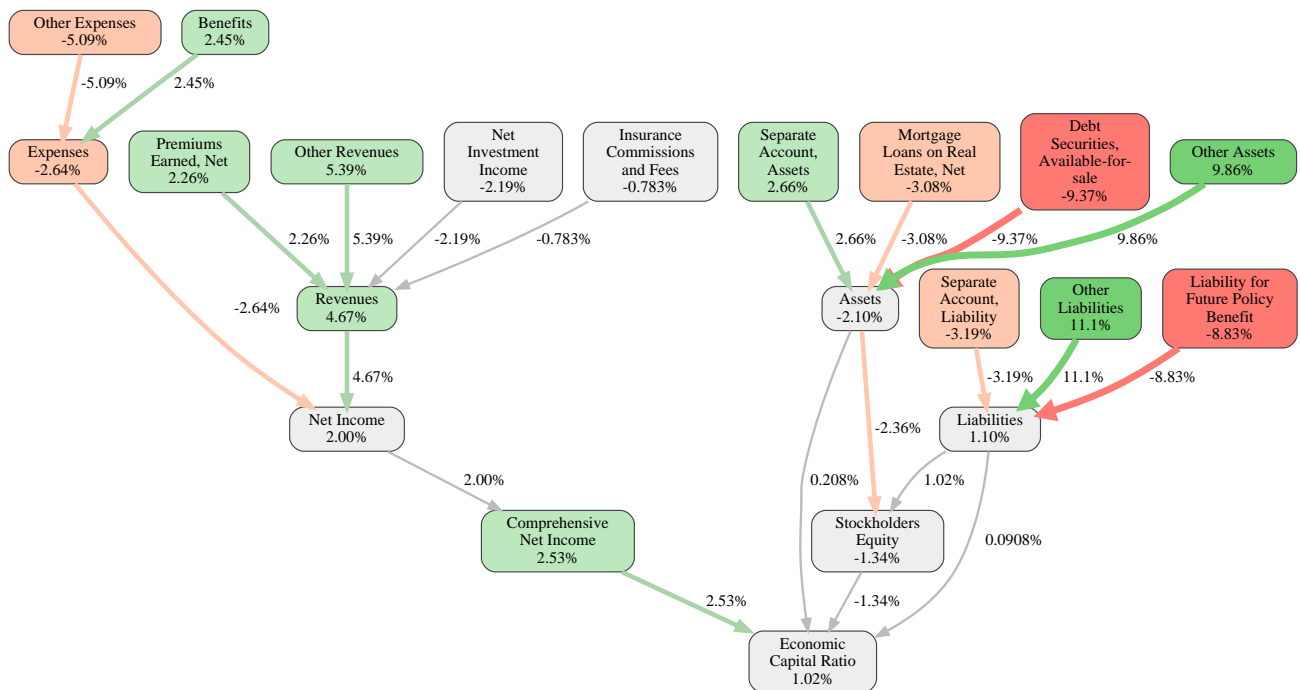 Other Expenses
-5.09%
Benefits
2.45%
-5.09%
2.45%
Expenses
-2.64%
Premiums
Earned, Net
2.26%
Other Revenues
5.39%
Net
Investment
Income
-2.19%
Insurance
Commissions
and Fees
-0.783%
Separate
Account,
Assets
2.66%
Mortgage
Loans on Real
Estate, Net
-3.08%
Debt
Securities,
Available-for-
sale
-9.37%
Other Assets
9.86%
2.26%
5.39%
-2.19%
-0.783%
2.66%
-3.08%
-9.37%
9.86%
-2.64%
Revenues
4.67%
Assets
-2.10%
Separate
Account,
Liability
-3.19%
Other
Liabilities
11.1%
Liability for
Future Policy
Benefit
-8.83%
4.67%
-2.36%
-3.19%
11.1%
-8.83%
Net Income
2.00%
Liabilities
1.10%
2.00%
0.208%
1.02%
0.0908%
Comprehensive
Net Income
2.53%
Stockholders
Equity
-1.34%
2.53%
-1.34%
Economic
Capital Ratio
1.02%